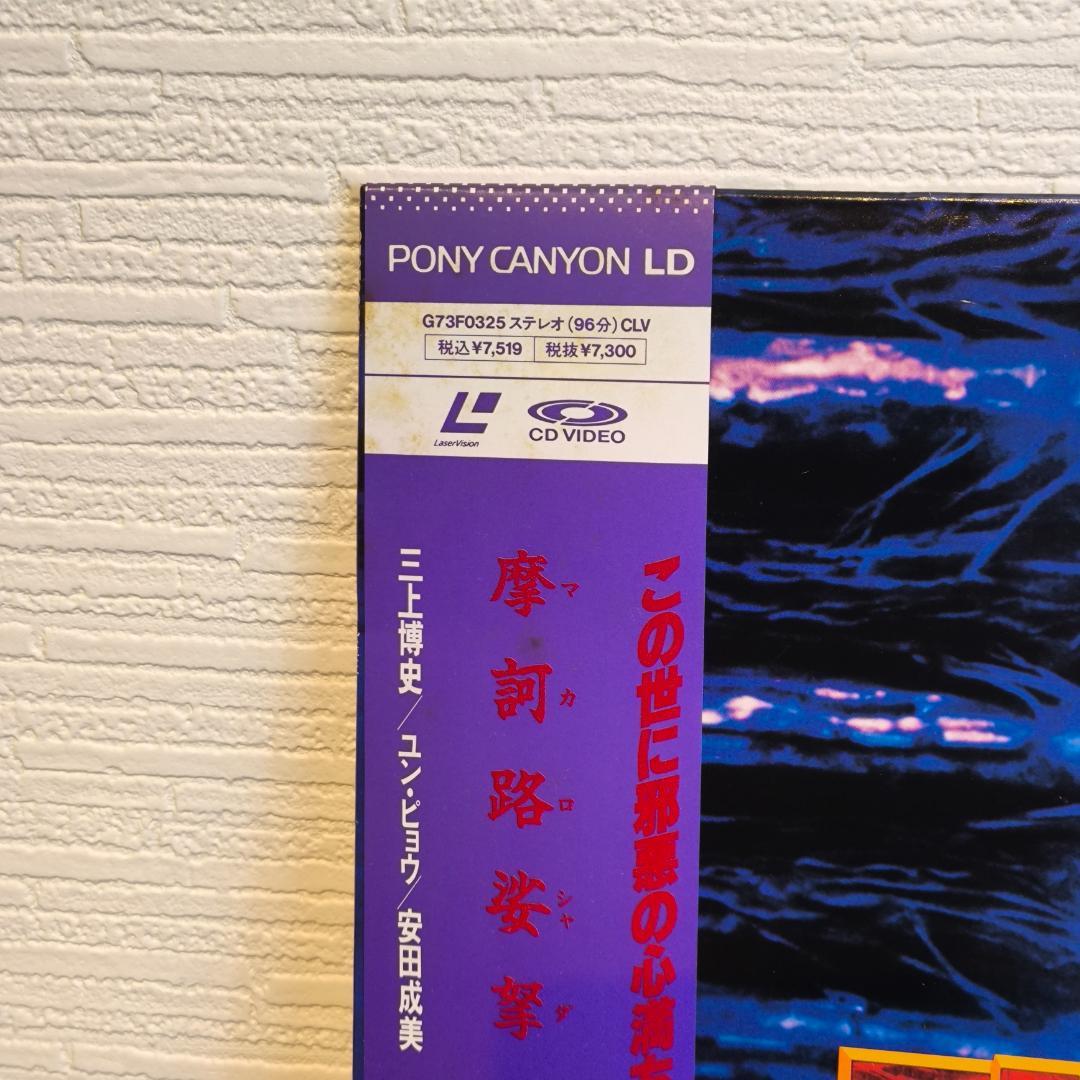 PONY CANYON LD
G73F0325 ステレオ (96分) CLV
税込¥7,519 税抜¥7,300
LaserVision
CD VIDEO
この世に邪悪の心満ち
摩訶路娑拏
マカロシャダ
三上博史/ユン・ピョウ/安田成美